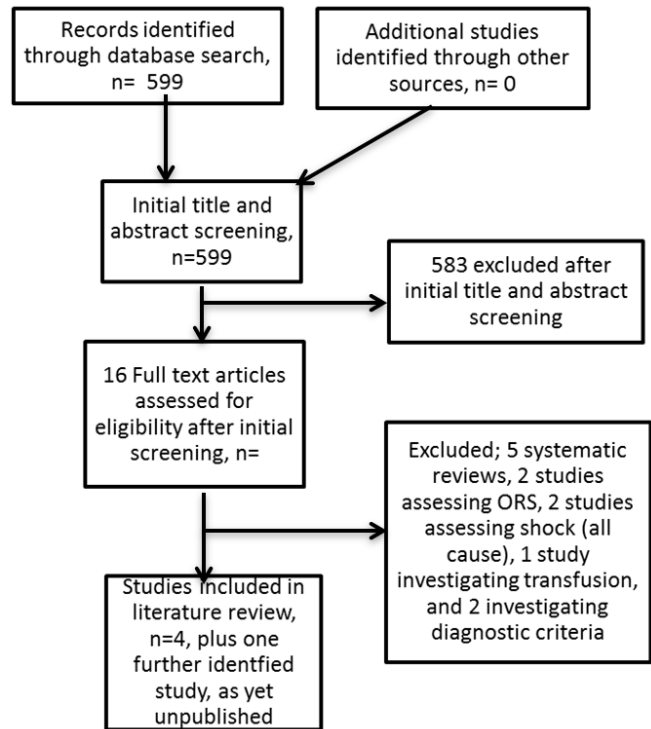 Records identified
through database search,
n=  599
Additional studies
identified through other
sources, n= 0
Initial title and
abstract screening,
n=599
583 excluded after
initial title and abstract
screening
16 Full text articles
assessed for
eligibility after initial
screening, n=
Excluded; 5 systematic
reviews, 2 studies
assessing ORS, 2 studies
assessing shock (all
cause), 1 study
investigating transfusion,
and 2 investigating
diagnostic criteria
Studies included in
literature review,
n=4, plus one
further identfied
study, as yet
unpublished